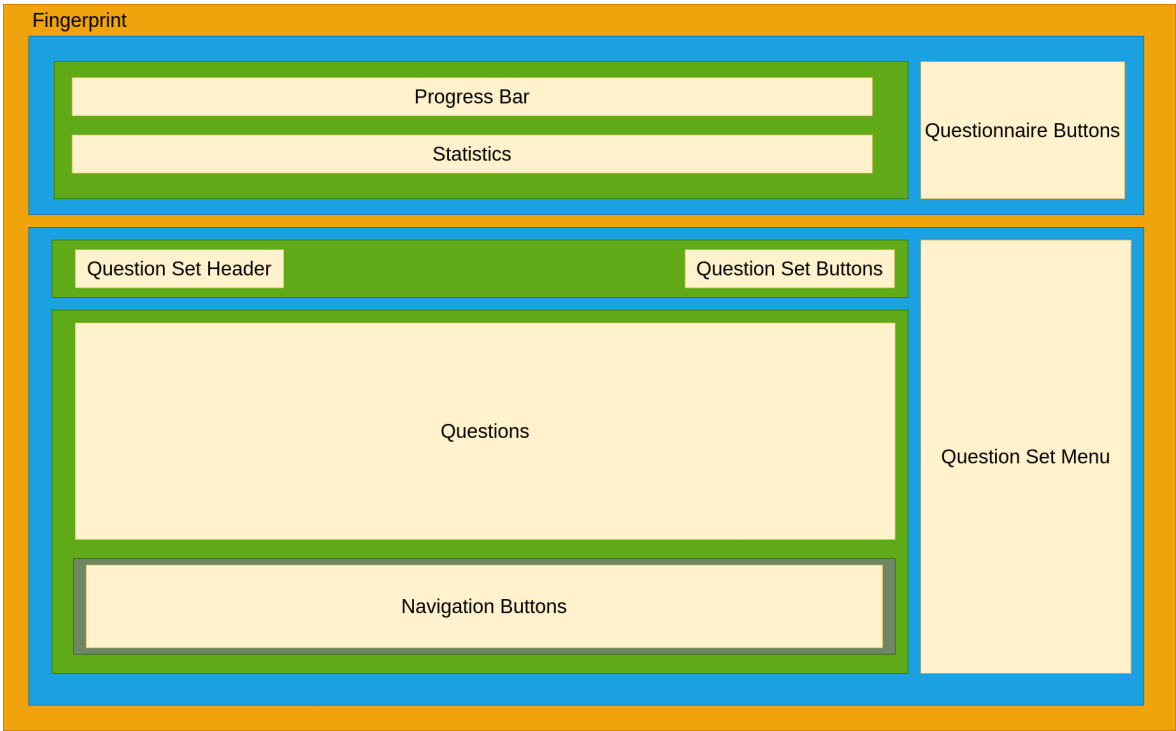 Fingerprint
Progress Bar
Statistics
Questionnaire Buttons
Question Set Header
Question Set Buttons
Questions
Question Set Menu
Navigation Buttons